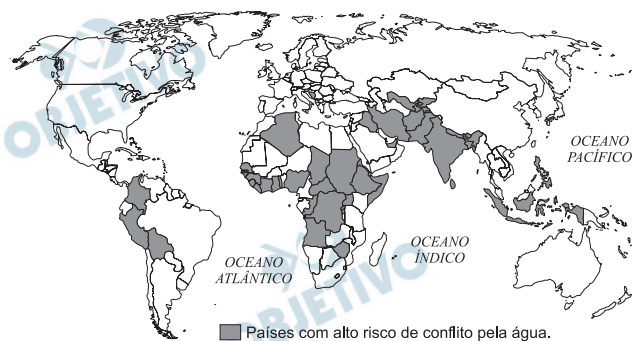 OBJETIVO
OCEANO
PACÍFICO
OCEANO
ÍNDICO
OCEANO
ATLÂNTICO
OBJETIVO
Países com alto risco de conflito pela água.